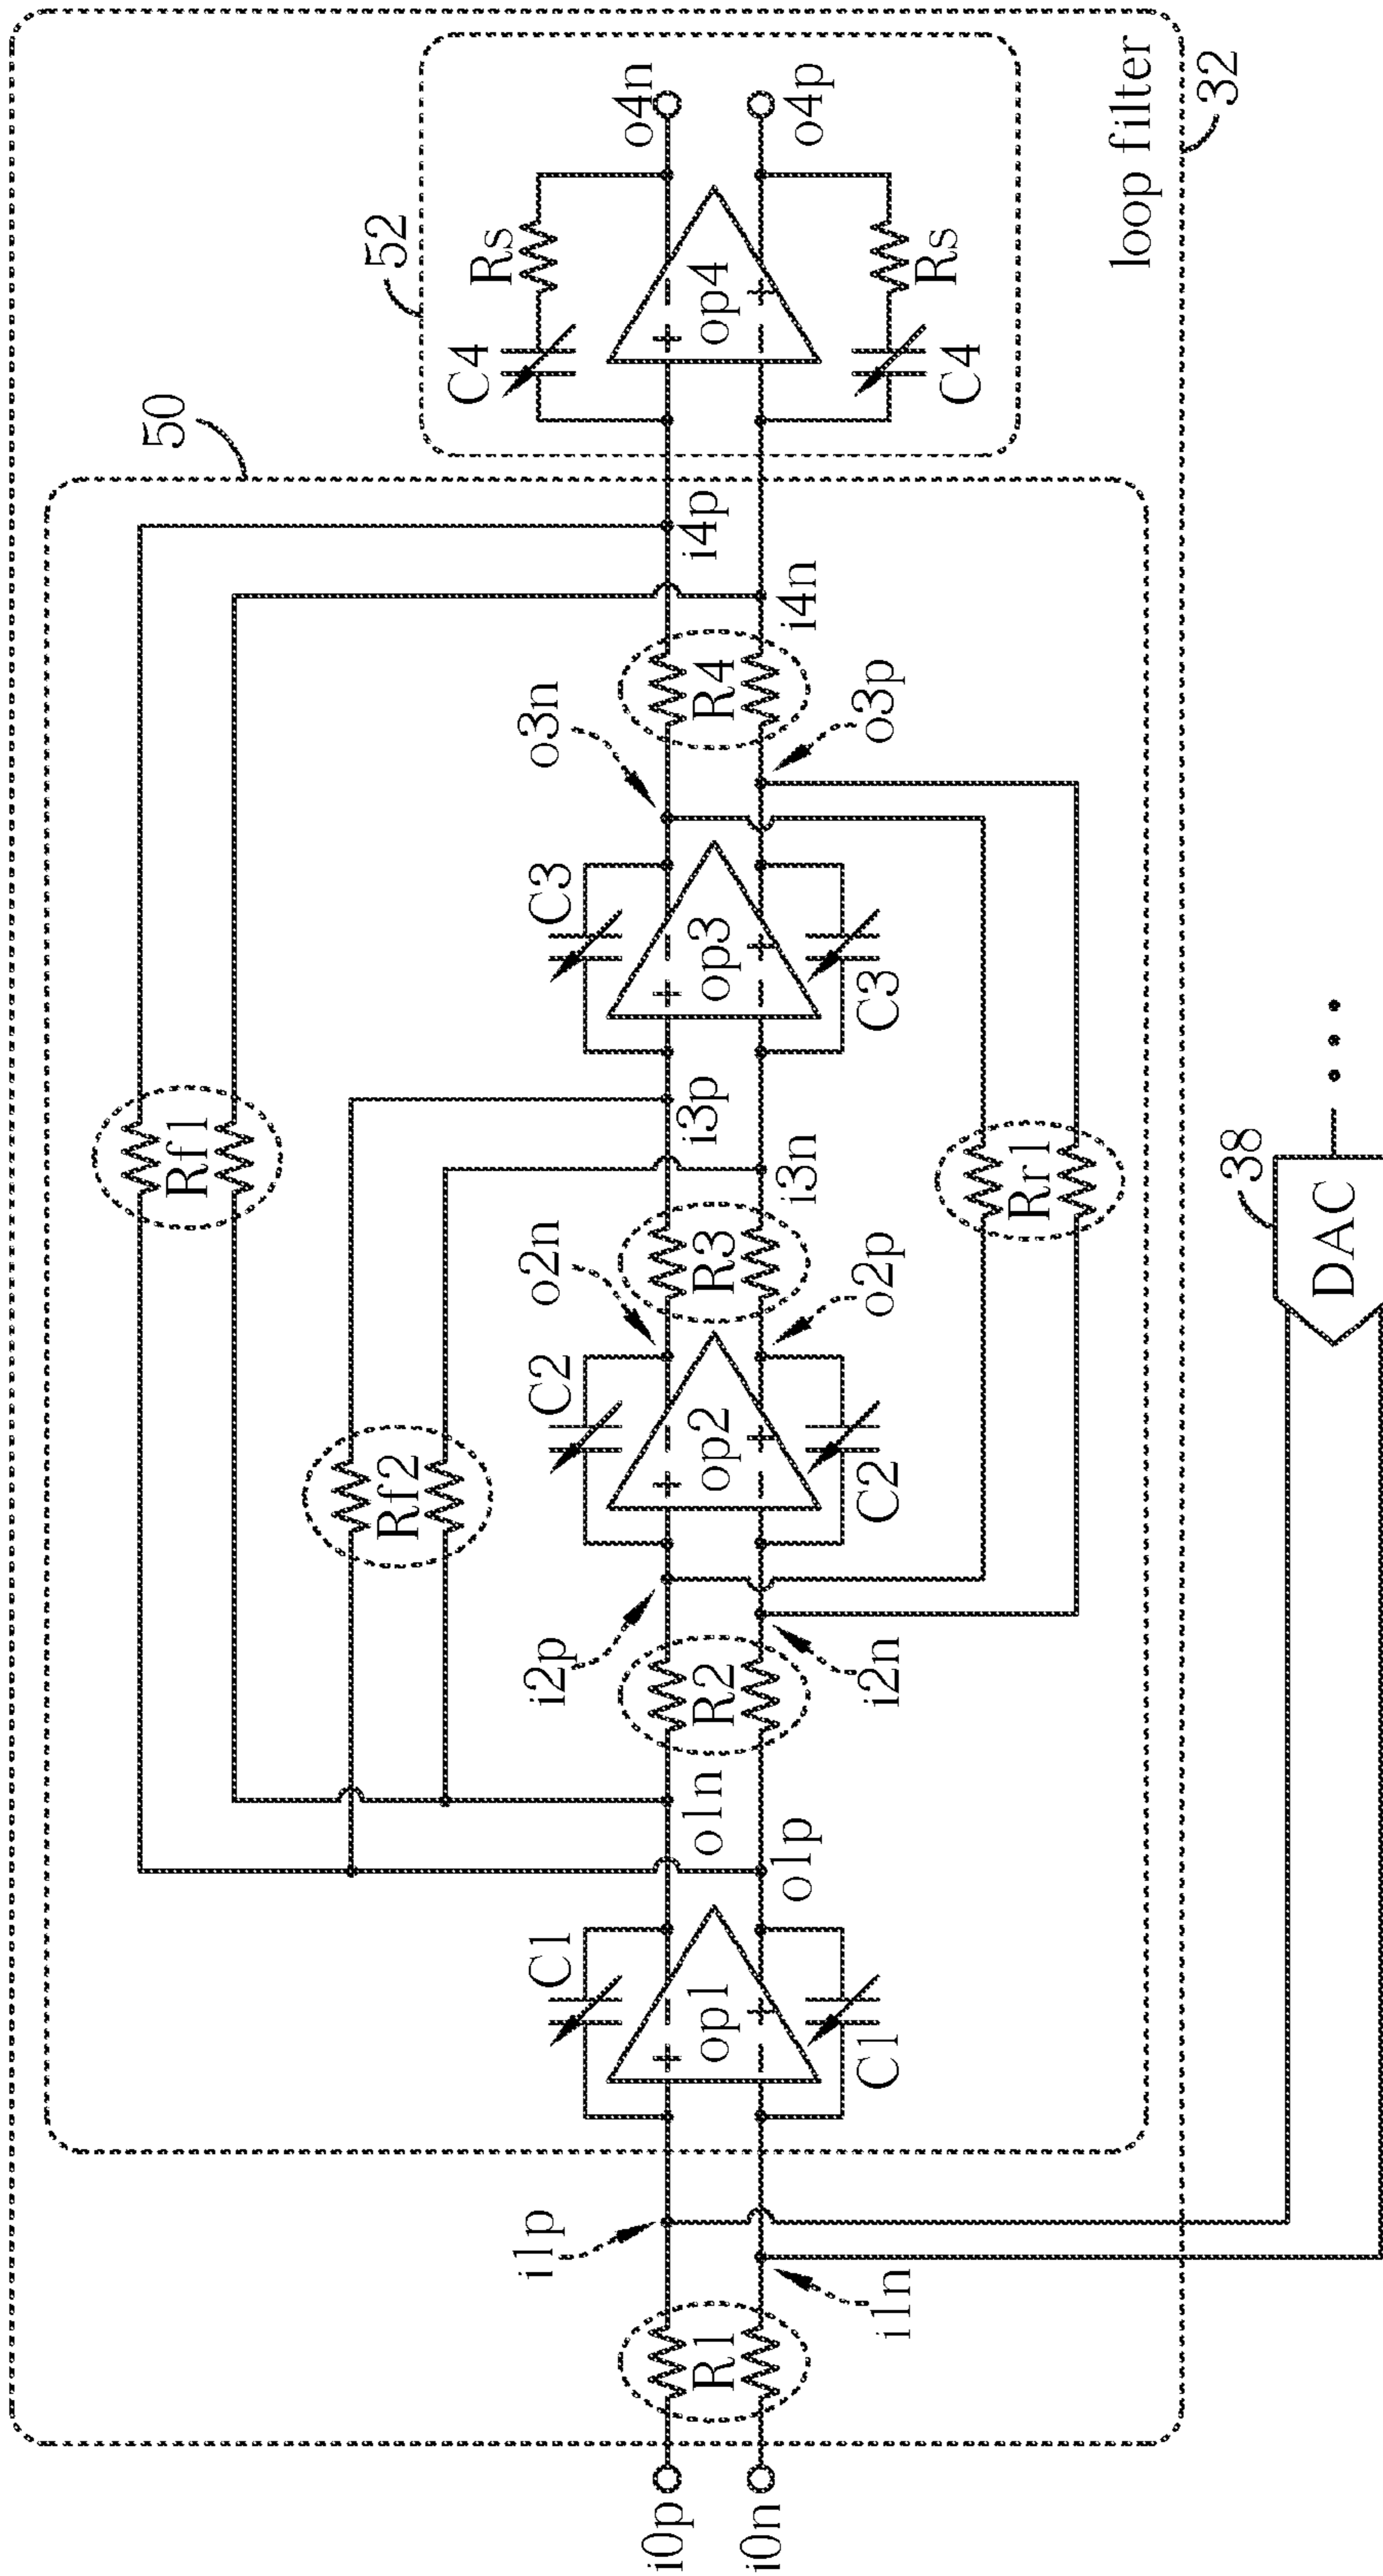 loop filter
32
50
52
Rf1
Rf2
C1
C2
C3
C4
Rs
i0p
i0n
R1
i1p
i1n
op1
+ -
- +
C1
o1n
o1p
R2
i2p
i2n
op2
+ -
- +
C2
o2n
o2p
R3
i3p
i3n
op3
+ -
- +
C3
o3n
o3p
R4
i4p
i4n
op4
+ -
- +
C4
Rs
o4n
o4p
Rr1
38
DAC